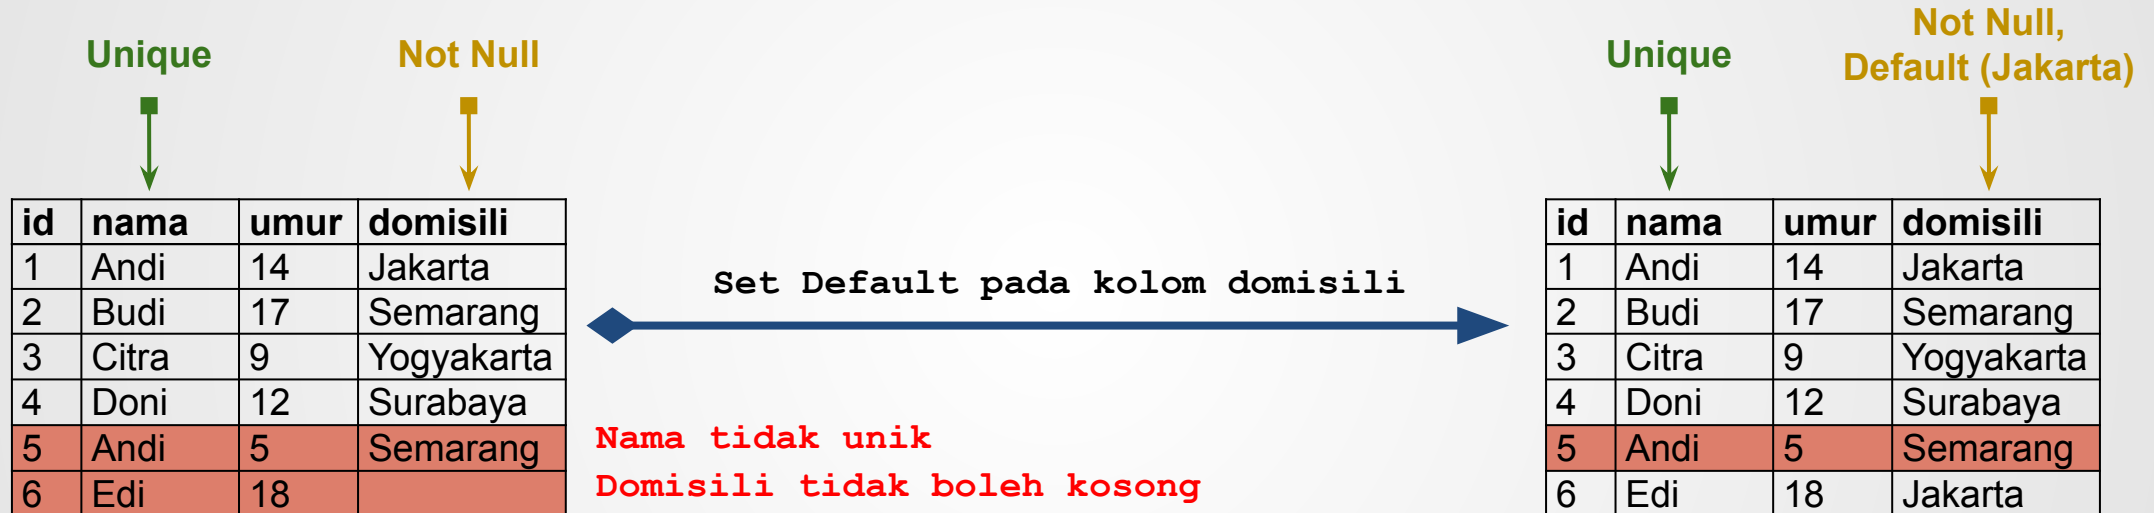 Unique
Not Null
id nama umur domisili
1 Andi 14 Jakarta
2 Budi 17 Semarang
3 Citra 9 Yogyakarta
4 Doni 12 Surabaya
5 Andi 5 Semarang
6 Edi 18
Set Default pada kolom domisili
Nama tidak unik
Domisili tidak boleh kosong
Unique
Not Null,
Default (Jakarta)
id nama umur domisili
1 Andi 14 Jakarta
2 Budi 17 Semarang
3 Citra 9 Yogyakarta
4 Doni 12 Surabaya
5 Andi 5 Semarang
6 Edi 18 Jakarta